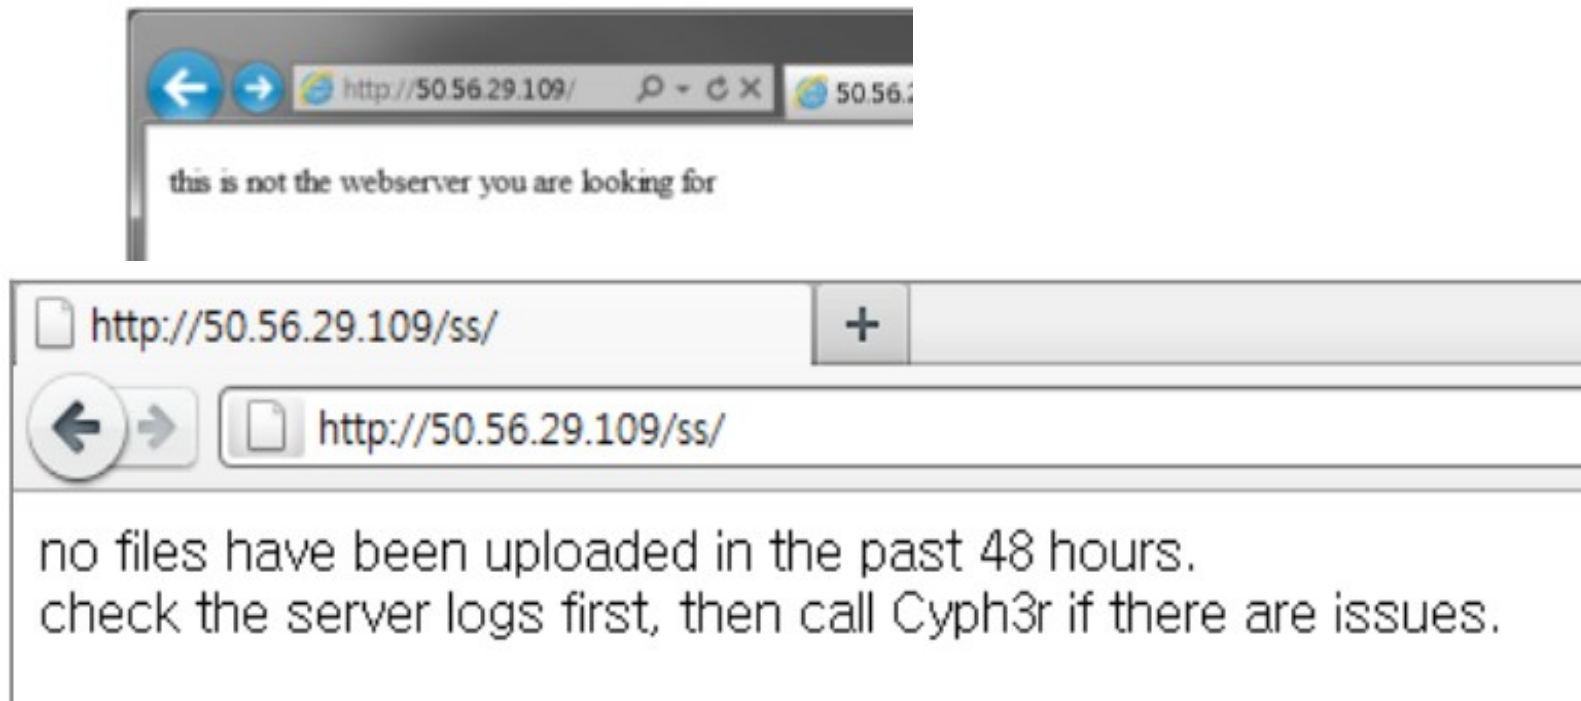 http://50.56.29.109/
50.56.2
this is not the webserver you are looking for
http://50.56.29.109/ss/
http://50.56.29.109/ss/
no files have been uploaded in the past 48 hours.
check the server logs first, then call Cyph3r if there are issues.